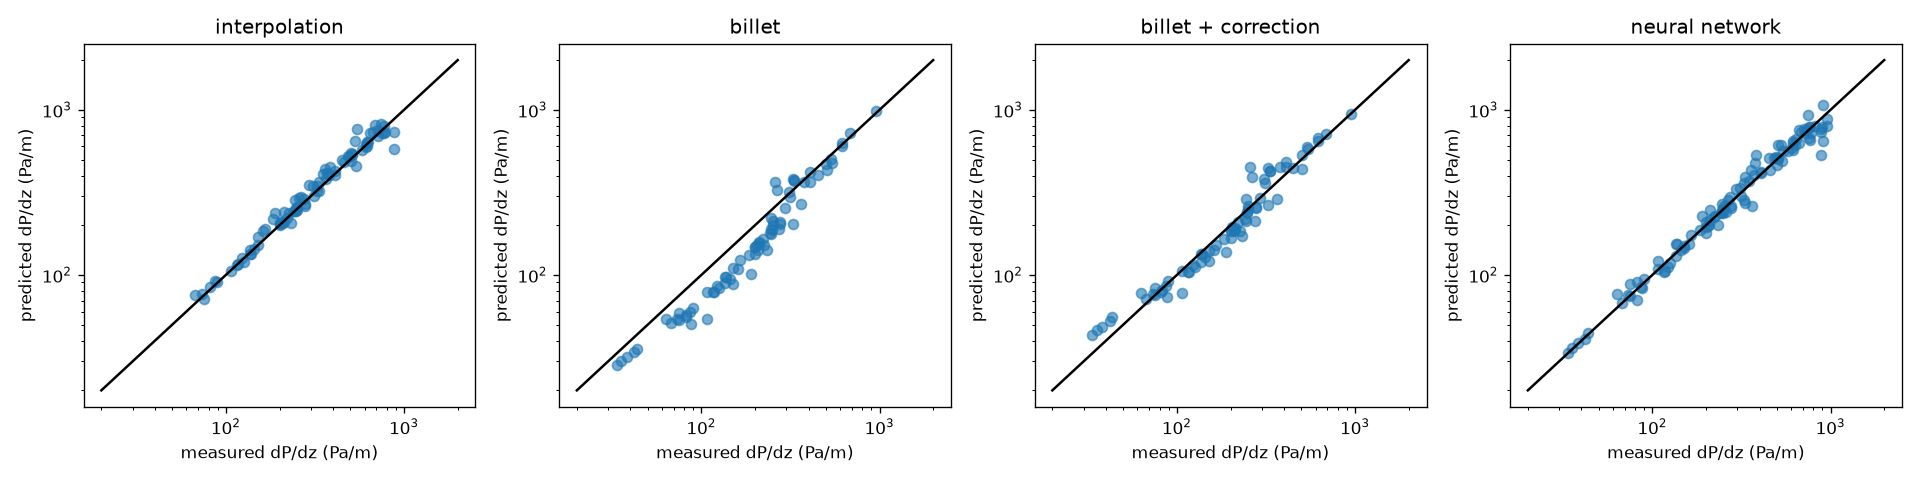 interpolation
predicted dP/dz (Pa/m)
10³
10²
10² 10³
measured dP/dz (Pa/m)
billet
predicted dP/dz (Pa/m)
10³
10²
10² 10³
measured dP/dz (Pa/m)
billet + correction
predicted dP/dz (Pa/m)
10³
10²
10² 10³
measured dP/dz (Pa/m)
neural network
predicted dP/dz (Pa/m)
10³
10²
10² 10³
measured dP/dz (Pa/m)